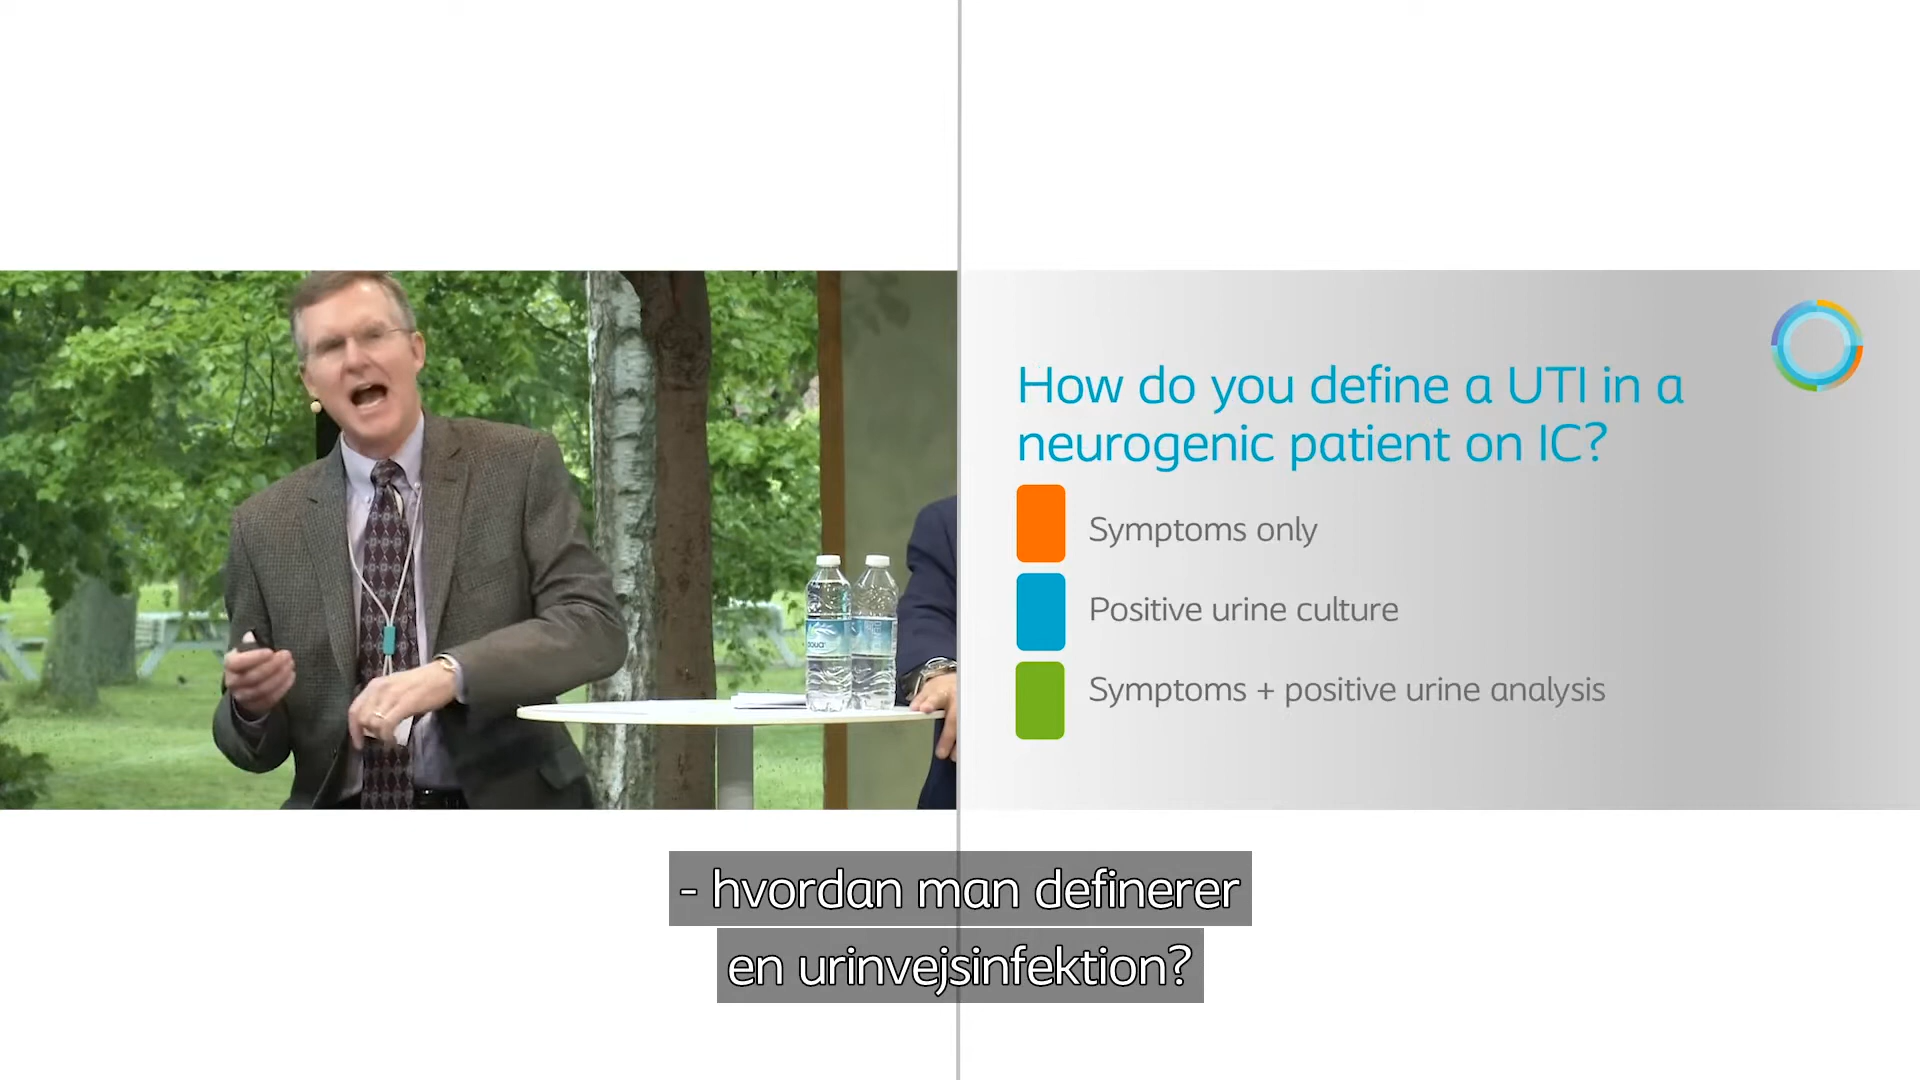 How do you define a UTI in a
neurogenic patient on IC?
Symptoms only
Positive urine culture
Symptoms + positive urine analysis
- hvordan man definerer
en urinvejsinfektion?